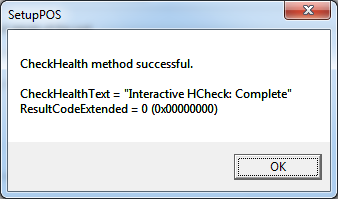 SetupPOS
CheckHealth method successful.
CheckHealthText = "Interactive HCheck: Complete"
ResultCodeExtended = 0 (0x00000000)
OK